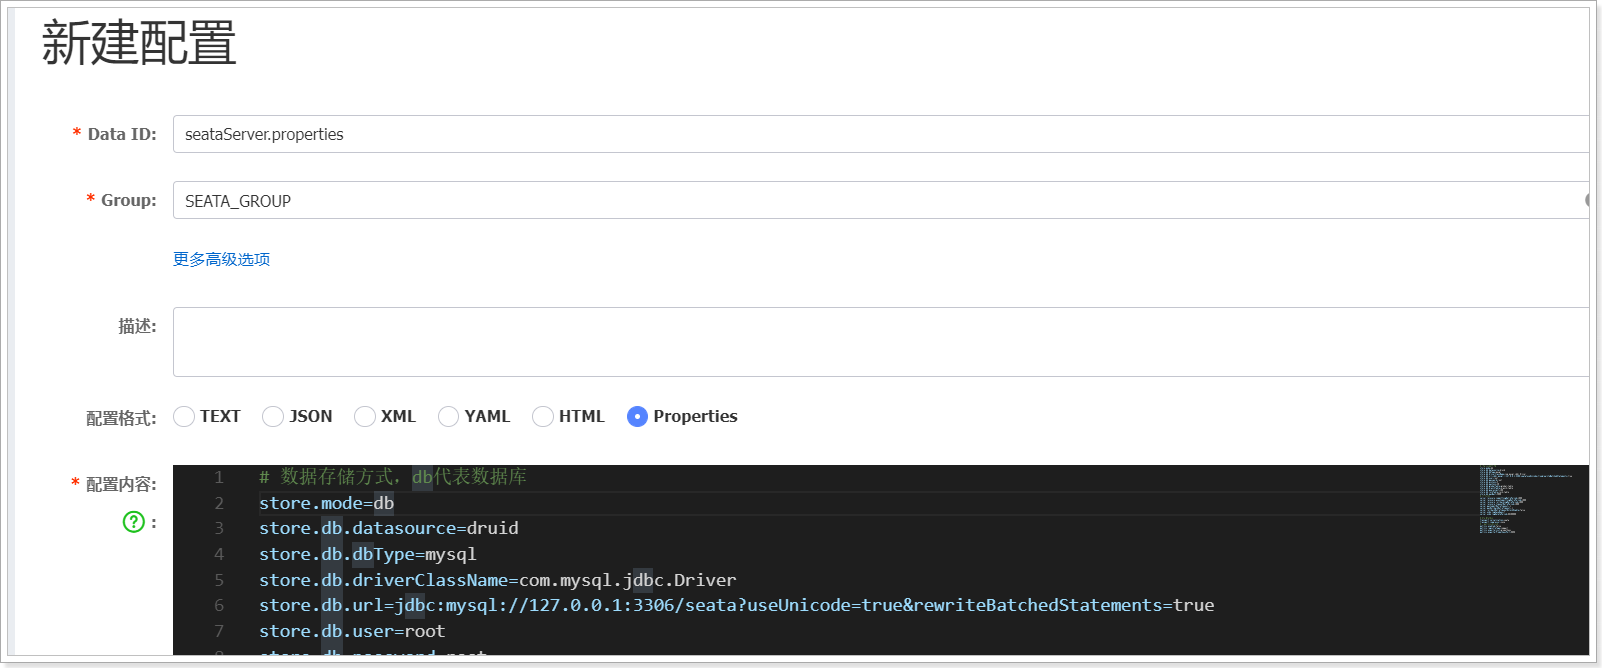 新建配置
* Data ID: seataServer.properties
* Group: SEATA_GROUP
更多高级选项
描述:
配置格式: TEXT JSON XML YAML HTML Properties
* 配置内容:
? :
1 # 数据存储方式，db代表数据库
2 store.mode=db
3 store.db.datasource=druid
4 store.db.dbType=mysql
5 store.db.driverClassName=com.mysql.jdbc.Driver
6 store.db.url=jdbc:mysql://127.0.0.1:3306/seata?useUnicode=true&rewriteBatchedStatements=true
7 store.db.user=root